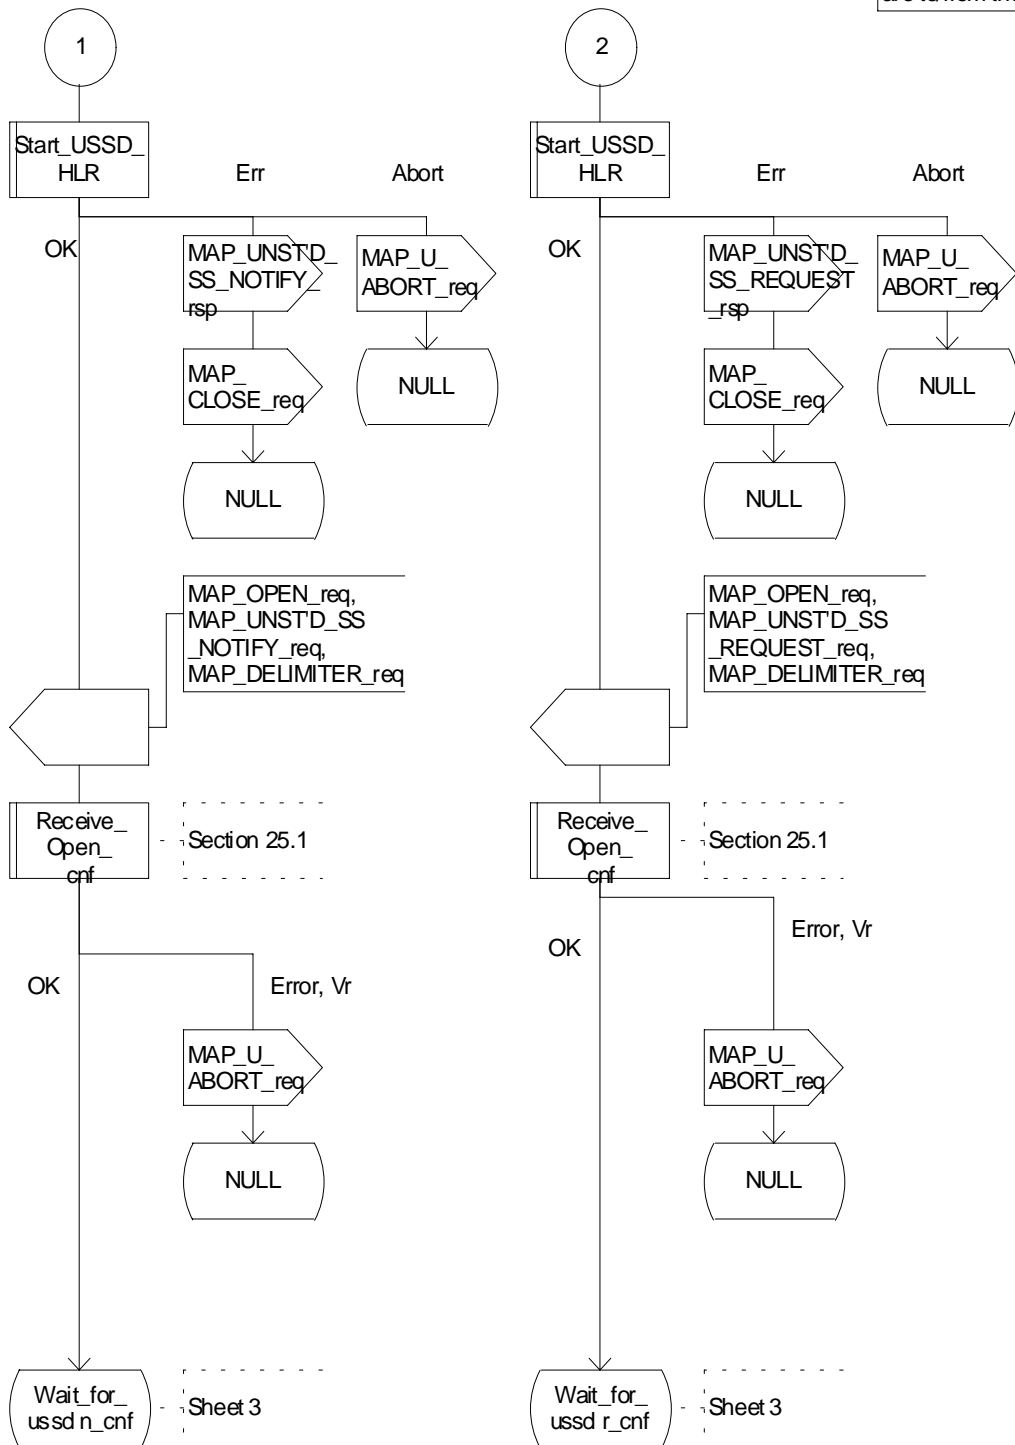 1
Start_USSD_
HLR
Err
Abort
OK
MAP_UNST'D_
SS_NOTIFY_
rsp
MAP_U_
ABORT_req
MAP_
CLOSE_req
NULL
NULL
MAP_OPEN_req,
MAP_UNST'D_SS
_NOTIFY_req,
MAP_DELIMITER_req
Receive_
Open_
cnf
Section 25.1
OK
Error, Vr
MAP_U_
ABORT_req
NULL
Wait_for_
ussd n_cnf
Sheet 3
2
Start_USSD_
HLR
Err
Abort
OK
MAP_UNST'D_
SS_REQUEST
_rsp
MAP_U_
ABORT_req
MAP_
CLOSE_req
NULL
NULL
MAP_OPEN_req,
MAP_UNST'D_SS
_REQUEST_req,
MAP_DELIMITER_req
Receive_
Open_
cnf
Section 25.1
OK
Error, Vr
MAP_U_
ABORT_req
NULL
Wait_for_
ussd r_cnf
Sheet 3